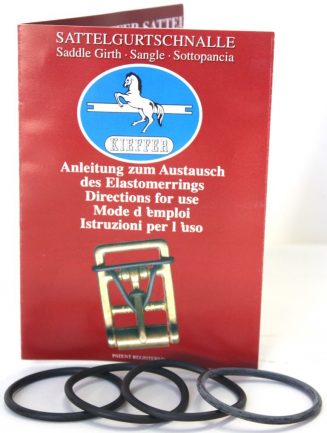 SATTELGURTSCHNALLE
Saddle Girth · Sangle · Sottopancia
KIEFFER
Anleitung zum Austausch
des Elastomerrings
Directions for use
Mode d'emploi
Istruzioni per l'uso
PATENT REGISTERED